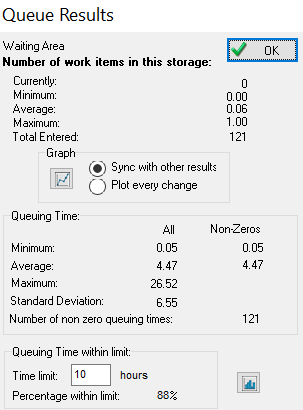 Queue Results
Waiting Area
OK
Number of work items in this storage:
Currently: 0
Minimum: 0.00
Average: 0.06
Maximum: 1.00
Total Entered: 121
Graph
Sync with other results
Plot every change
Queuing Time:
All Non-Zeros
Minimum: 0.05 0.05
Average: 4.47 4.47
Maximum: 26.52
Standard Deviation: 6.55
Number of non zero queuing times: 121
Queuing Time within limit:
Time limit: 10 hours
Percentage within limit: 88%